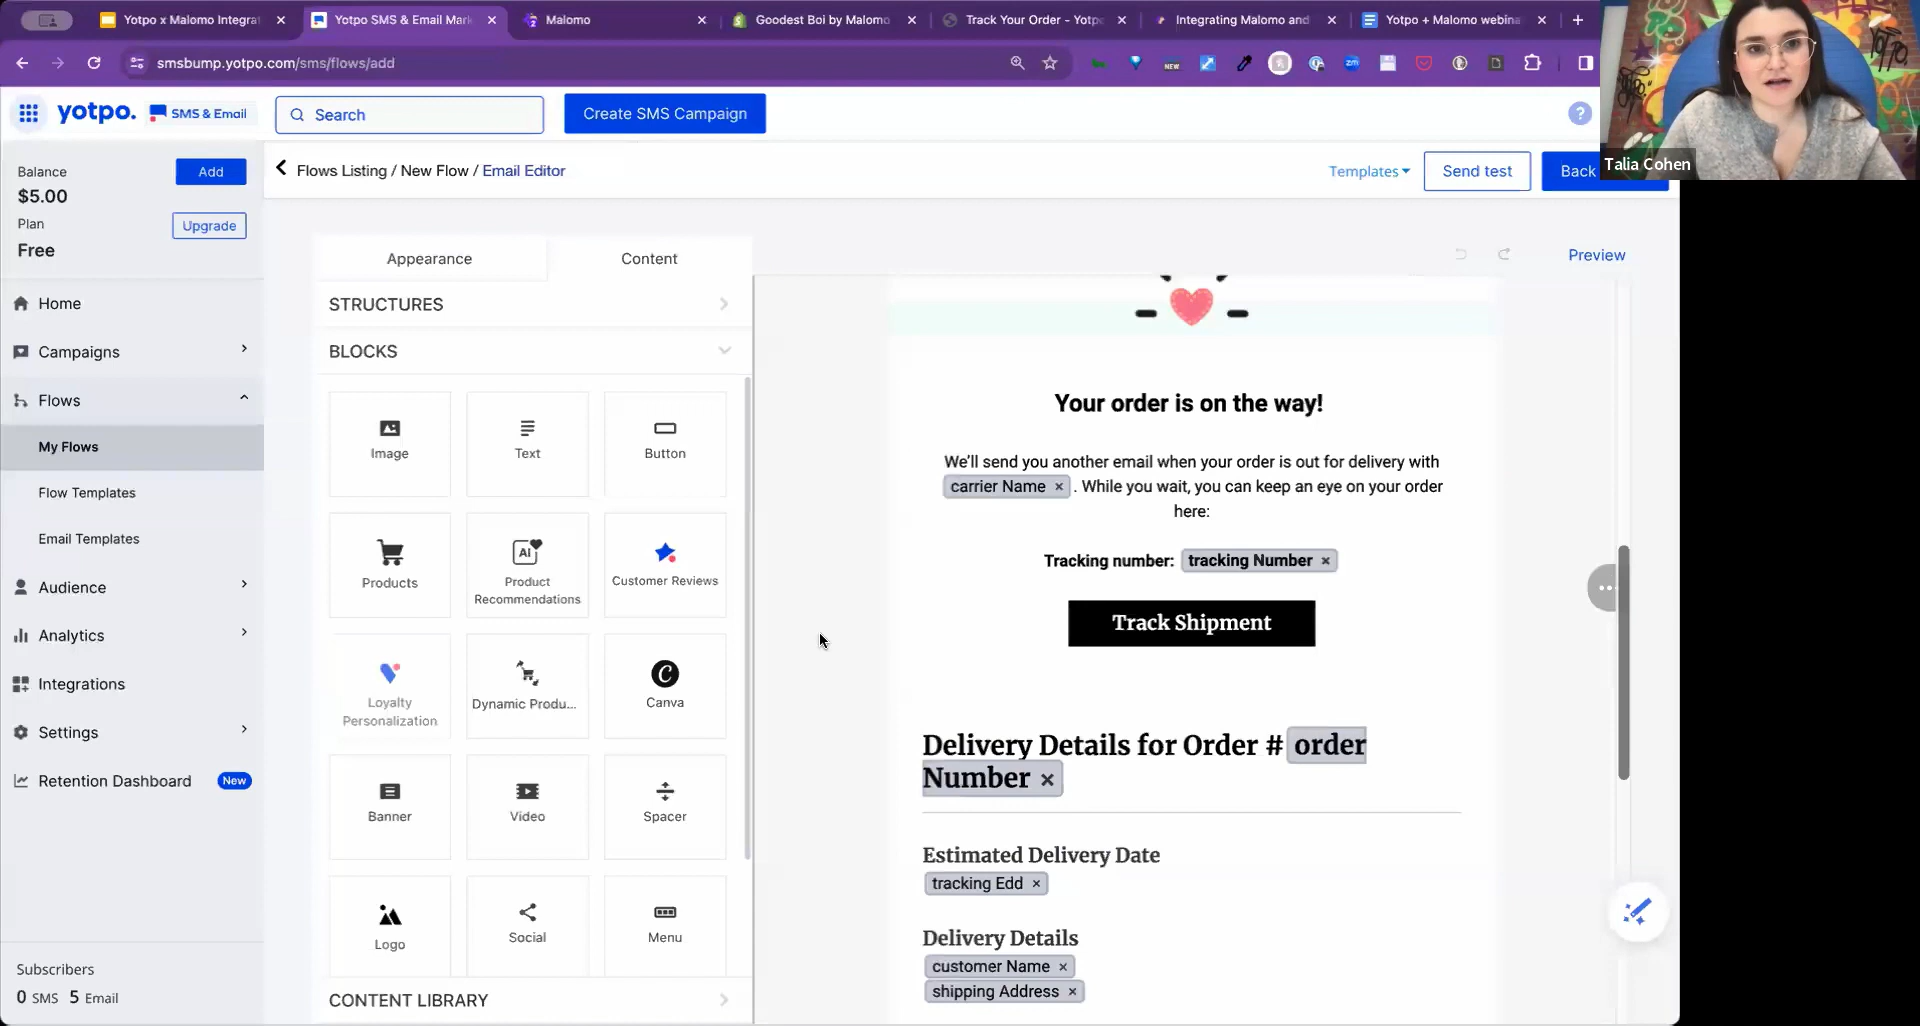 Yotpo x Malomo Integrat
Yotpo SMS & Email Mark
Malomo
Goodest Boi by Malomo
Track Your Order - Yotp
Integrating Malomo and
Yotpo + Malomo webina
smsbump.yotpo.com/sms/flows/add
NEW
zm
yotpo.
SMS & Email
Search
Create SMS Campaign
?
Balance
Add
$5.00
Plan
Upgrade
Free
Flows Listing / New Flow / Email Editor
Templates
Send test
Back
Talia Cohen
Appearance
Content
Preview
STRUCTURES
BLOCKS
Home
Campaigns
Flows
My Flows
Flow Templates
Email Templates
Audience
Analytics
Integrations
Settings
Retention Dashboard
New
Subscribers
0 SMS 5 Email
Image
Text
Button
Products
AI
Product
Recommendations
Customer Reviews
Loyalty
Personalization
Dynamic Produ...
C
Canva
Banner
Video
Spacer
Logo
Social
Menu
CONTENT LIBRARY
Your order is on the way!
We'll send you another email when your order is out for delivery with
carrier Name × . While you wait, you can keep an eye on your order
here:
Tracking number: tracking Number ×
Track Shipment
Delivery Details for Order # order
Number ×
Estimated Delivery Date
tracking Edd ×
Delivery Details
customer Name ×
shipping Address ×